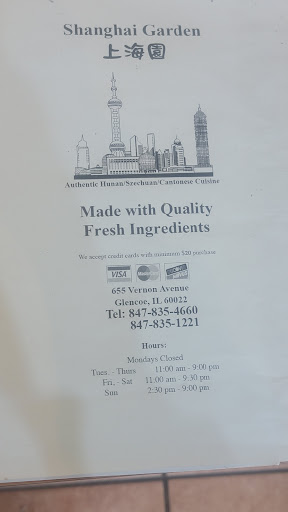 Shanghai Garden
上海園
Authentic Hunan/Szechuan/Cantonese Cuisine
Made with Quality
Fresh Ingredients
We accept credit cards with minimum $20 purchase
VISA MasterCard
655 Vernon Avenue
Glencoe, IL 60022
Tel: 847-835-4660
847-835-1221
Hours:
Mondays Closed
Tues. - Thurs 11:00 am - 9:00 pm
Fri, - Sat 11:00 am - 9:30 pm
Sun 2:30 pm - 9:00 pm